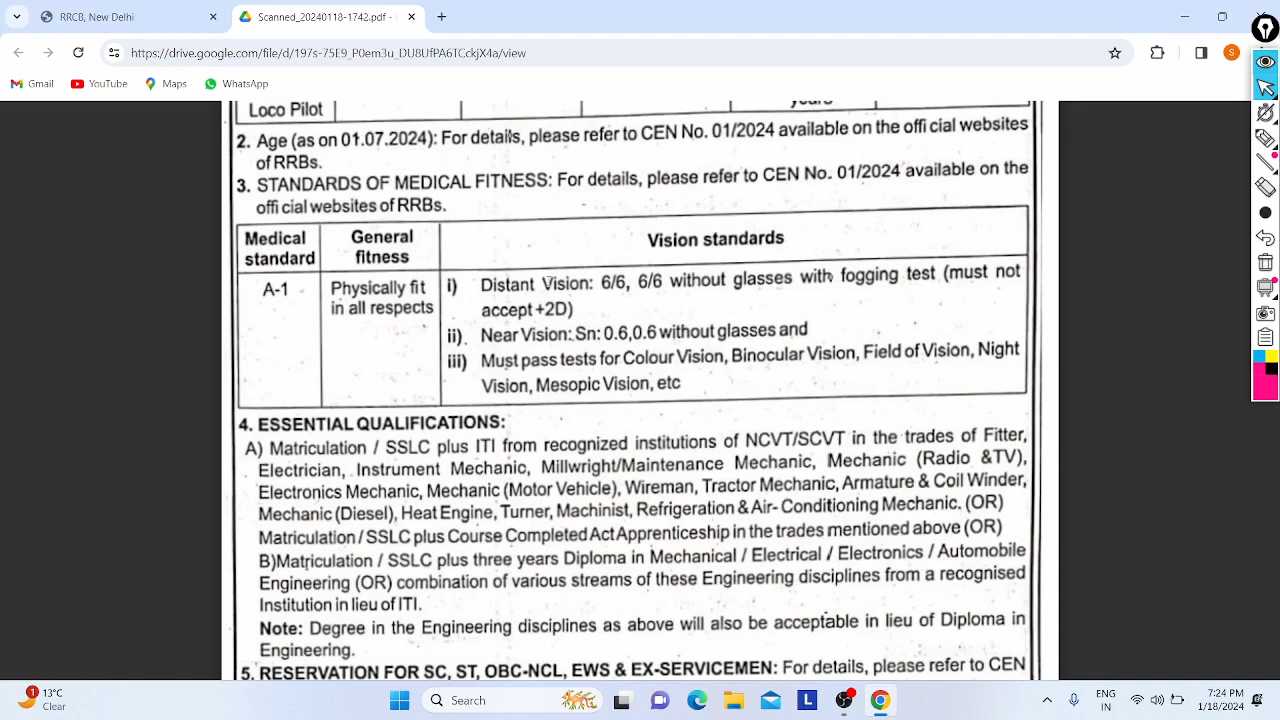 RRCB, New Delhi
Scanned_20240118-1742.pdf -
https://drive.google.com/file/d/197s-75E9_P0em3u_DU8UfPA6TCckjX4a/view
S
Gmail YouTube Maps WhatsApp
Loco Pilot years
2. Age (as on 01.07.2024): For details, please refer to CEN No. 01/2024 available on the offi cial websites
of RRBs.
3. STANDARDS OF MEDICAL FITNESS: For details, please refer to CEN No. 01/2024 available on the
offi cial websites of RRBs.
Medical
standard
General
fitness
Vision standards
A-1
Physically fit
in all respects
i) Distant Vision: 6/6, 6/6 without glasses with fogging test (must not
accept +2D)
ii) Near Vision: Sn: 0.6,0.6 without glasses and
iii) Must pass tests for Colour Vision, Binocular Vision, Field of Vision, Night
Vision, Mesopic Vision, etc
4. ESSENTIAL QUALIFICATIONS:
A) Matriculation / SSLC plus ITI from recognized institutions of NCVT/SCVT in the trades of Fitter,
Electrician, Instrument Mechanic, Millwright/Maintenance Mechanic, Mechanic (Radio &TV),
Electronics Mechanic, Mechanic (Motor Vehicle), Wireman, Tractor Mechanic, Armature & Coil Winder,
Mechanic (Diesel), Heat Engine, Turner, Machinist, Refrigeration & Air- Conditioning Mechanic. (OR)
Matriculation / SSLC plus Course Completed Act Apprenticeship in the trades mentioned above (OR)
B)Matriculation / SSLC plus three years Diploma in Mechanical / Electrical / Electronics / Automobile
Engineering (OR) combination of various streams of these Engineering disciplines from a recognised
Institution in lieu of ITI.
Note: Degree in the Engineering disciplines as above will also be acceptable in lieu of Diploma in
Engineering.
5. RESERVATION FOR SC, ST, OBC-NCL, EWS & EX-SERVICEMEN: For details, please refer to CEN
1
13°C
Clear
Search
L
ENG
IN
7:24 PM
1/18/2024